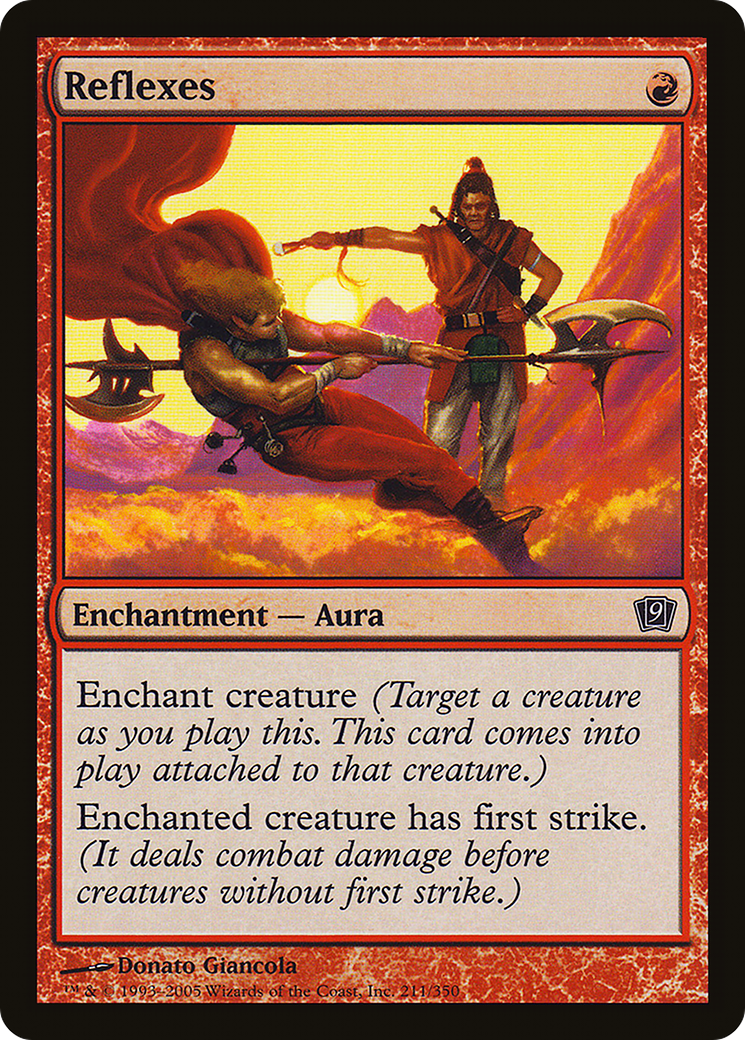 Reflexes
Enchantment — Aura
9
Enchant creature (Target a creature
as you play this. This card comes into
play attached to that creature.)
Enchanted creature has first strike.
(It deals combat damage before
creatures without first strike.)
Donato Giancola
™ & © 1993–2005 Wizards of the Coast, Inc. 211/350